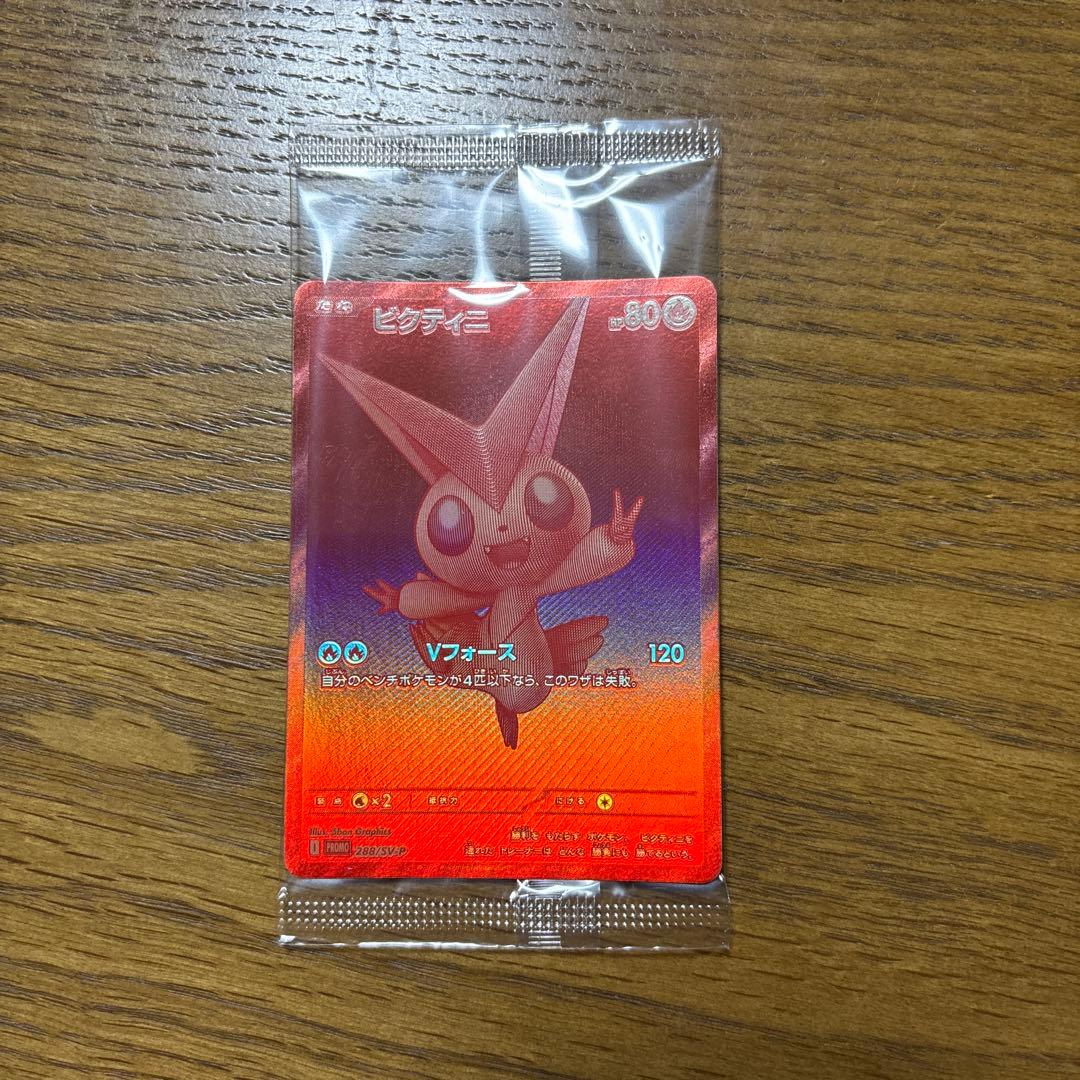 たね ビクティニ HP80
Vフォース 120
自分のベンチポケモンが4匹以下なら、このワザは失敗。
弱点 ×2 抵抗力 にげる
Illus. 5ban Graphics
I PROMO 288/SV-P
勝利を もたらす ポケモン。 ビクティニを
連れた トレーナーは どんな 勝負にも 勝てるという。